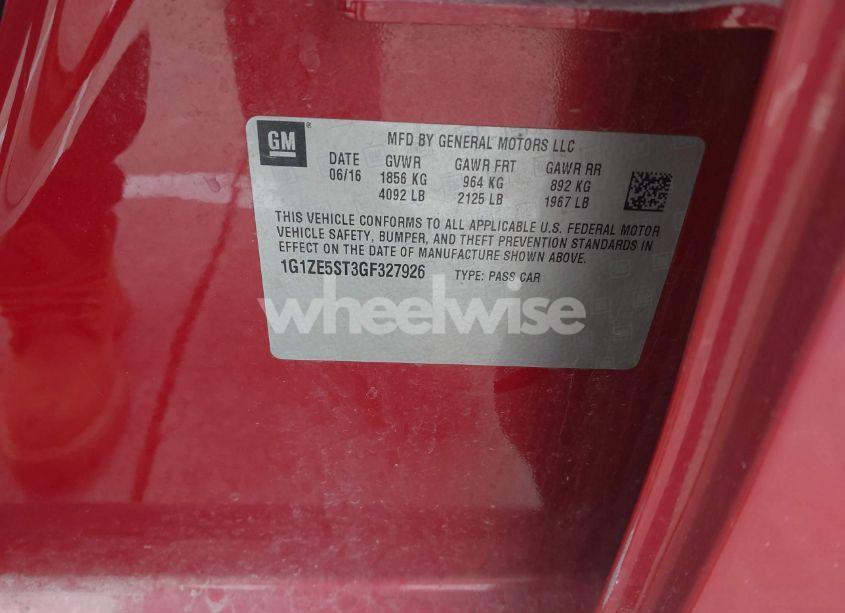 GM®
MFD BY GENERAL MOTORS LLC
DATE GVWR GAWR FRT GAWR RR
06/16 1856 KG 964 KG 892 KG
4092 LB 2125 LB 1967 LB
THIS VEHICLE CONFORMS TO ALL APPLICABLE U.S. FEDERAL MOTOR
VEHICLE SAFETY, BUMPER, AND THEFT PREVENTION STANDARDS IN
EFFECT ON THE DATE OF MANUFACTURE SHOWN ABOVE.
1G1ZE5ST3GF327926 TYPE: PASS CAR
wheelwise